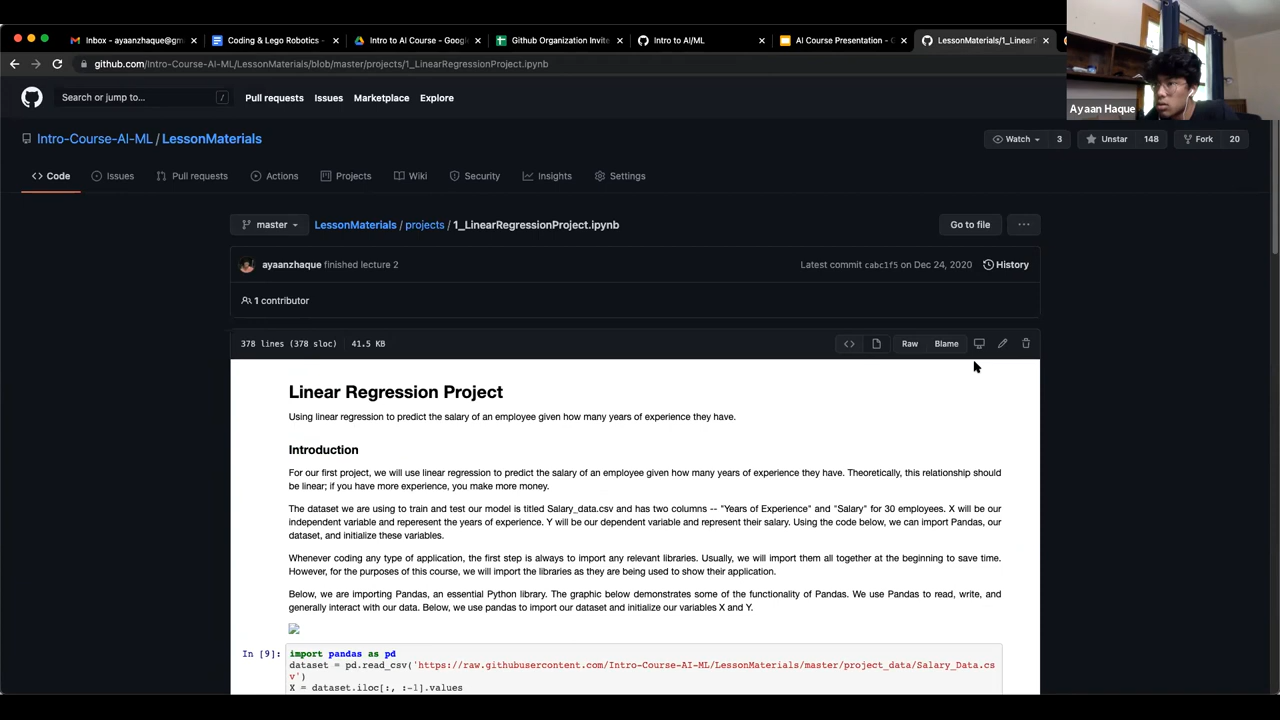 Inbox - ayaanzhaque@gm
Coding & Lego Robotics -
Intro to AI Course - Google
Github Organization Invite
Intro to AI/ML
AI Course Presentation - G
LessonMaterials/1_LinearR
github.com/Intro-Course-AI-ML/LessonMaterials/blob/master/projects/1_LinearRegressionProject.ipynb
Ayaan Haque
Search or jump to...
/
Pull requests
Issues
Marketplace
Explore
Intro-Course-AI-ML / LessonMaterials
Watch 3
Unstar 148
Fork 20
Code
Issues
Pull requests
Actions
Projects
Wiki
Security
Insights
Settings
master
LessonMaterials / projects / 1_LinearRegressionProject.ipynb
Go to file
...
ayaanzhaque finished lecture 2
Latest commit cabc1f5 on Dec 24, 2020
History
1 contributor
378 lines (378 sloc) 41.5 KB
<>
Raw
Blame
Linear Regression Project
Using linear regression to predict the salary of an employee given how many years of experience they have.
Introduction
For our first project, we will use linear regression to predict the salary of an employee given how many years of experience they have. Theoretically, this relationship should
be linear; if you have more experience, you make more money.
The dataset we are using to train and test our model is titled Salary_data.csv and has two columns -- "Years of Experience" and "Salary" for 30 employees. X will be our
independent variable and reperesent the years of experience. Y will be our dependent variable and represent their salary. Using the code below, we can import Pandas, our
dataset, and initialize these variables.
Whenever coding any type of application, the first step is always to import any relevant libraries. Usually, we will import them all together at the beginning to save time.
However, for the purposes of this course, we will import the libraries as they are being used to show their application.
Below, we are importing Pandas, an essential Python library. The graphic below demonstrates some of the functionality of Pandas. We use Pandas to read, write, and
generally interact with our data. Below, we use pandas to import our dataset and initialize our variables X and Y.
In [9]:
import pandas as pd
dataset = pd.read_csv('https://raw.githubusercontent.com/Intro-Course-AI-ML/LessonMaterials/master/project_data/Salary_Data.cs
v')
X = dataset.iloc[:, :-1].values